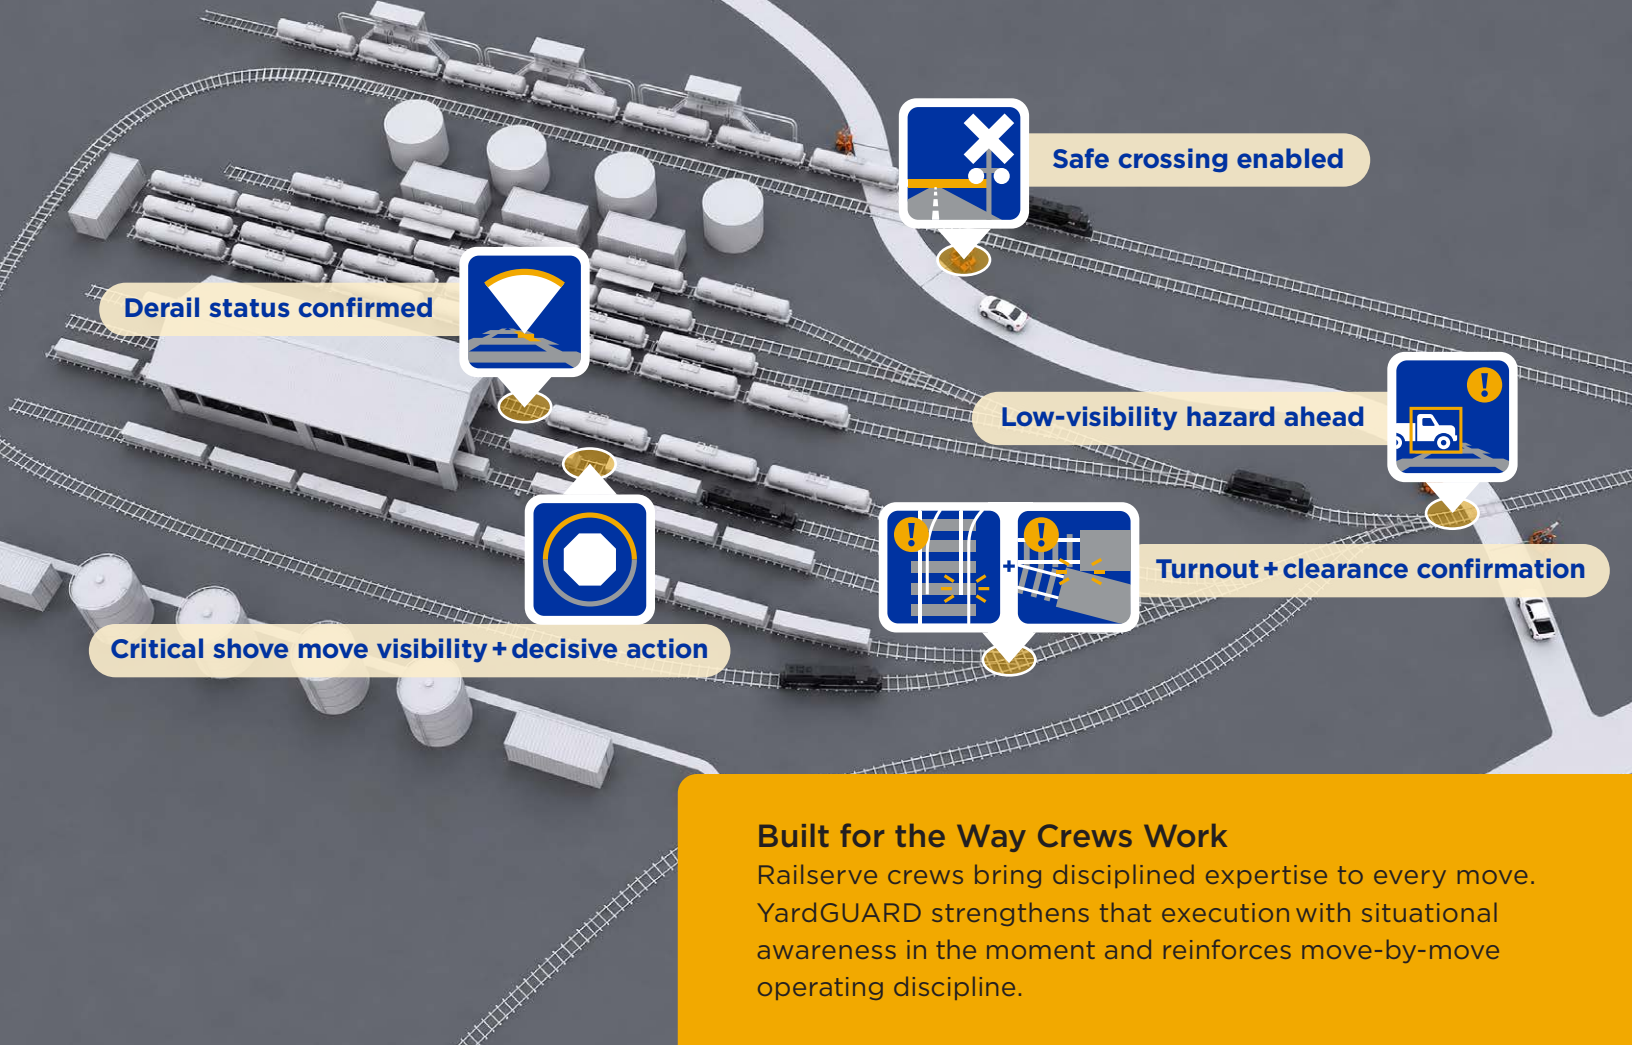 Safe crossing enabled
Derail status confirmed
Low-visibility hazard ahead
!
! + !
Turnout + clearance confirmation
Critical shove move visibility + decisive action
Built for the Way Crews Work
Railserve crews bring disciplined expertise to every move.
YardGUARD strengthens that execution with situational
awareness in the moment and reinforces move-by-move
operating discipline.